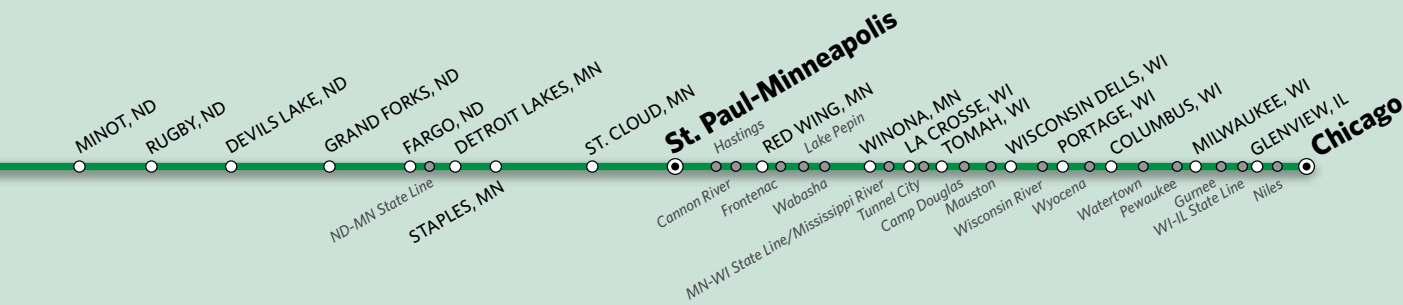 MINOT, ND
RUGBY, ND
DEVILS LAKE, ND
GRAND FORKS, ND
FARGO, ND
ND-MN State Line
DETROIT LAKES, MN
STAPLES, MN
ST. CLOUD, MN
St. Paul-Minneapolis
Hastings
Cannon River
RED WING, MN
Frontenac
Lake Pepin
Wabasha
WINONA, MN
MN-WI State Line/Mississippi River
LA CROSSE, WI
Tunnel City
TOMAH, WI
Camp Douglas
Mauston
WISCONSIN DELLS, WI
Wisconsin River
PORTAGE, WI
Wyocena
COLUMBUS, WI
Watertown
Pewaukee
MILWAUKEE, WI
Gurnee
WI-IL State Line
GLENVIEW, IL
Niles
Chicago